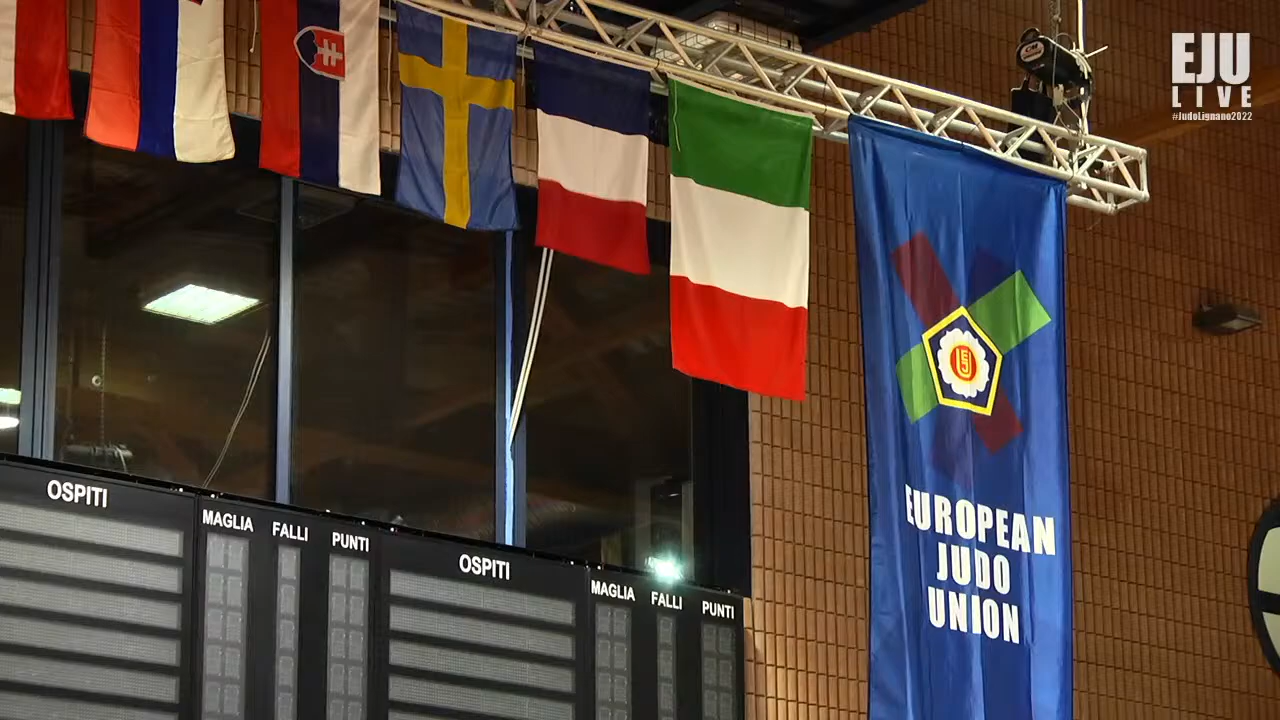 EJU
LIVE
#JudoLignano2022
EUROPEAN
JUDO
UNION
OSPITI
MAGLIA
FALLI
PUNTI
OSPITI
MAGLIA
FALLI
PUNTI